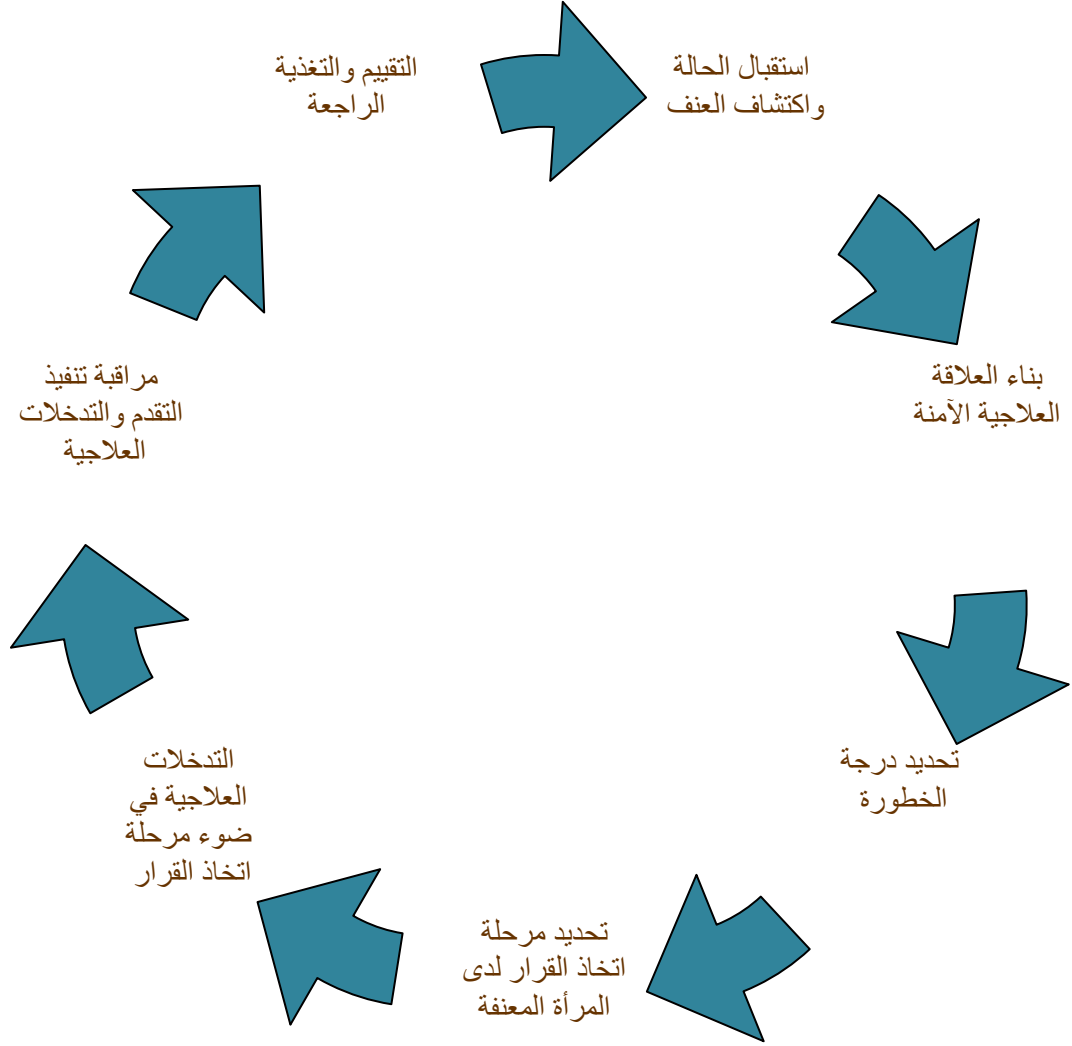 استقبال الحالة
واكتشاف العنف
بناء العلاقة
العلاجية الآمنة
تحديد درجة
الخطورة
تحديد مرحلة
اتخاذ القرار لدى
المرأة المعنفة
التدخلات
العلاجية في
ضوء مرحلة
اتخاذ القرار
مراقبة تنفيذ
التقدم والتدخلات
العلاجية
التقييم والتغذية
الراجعة